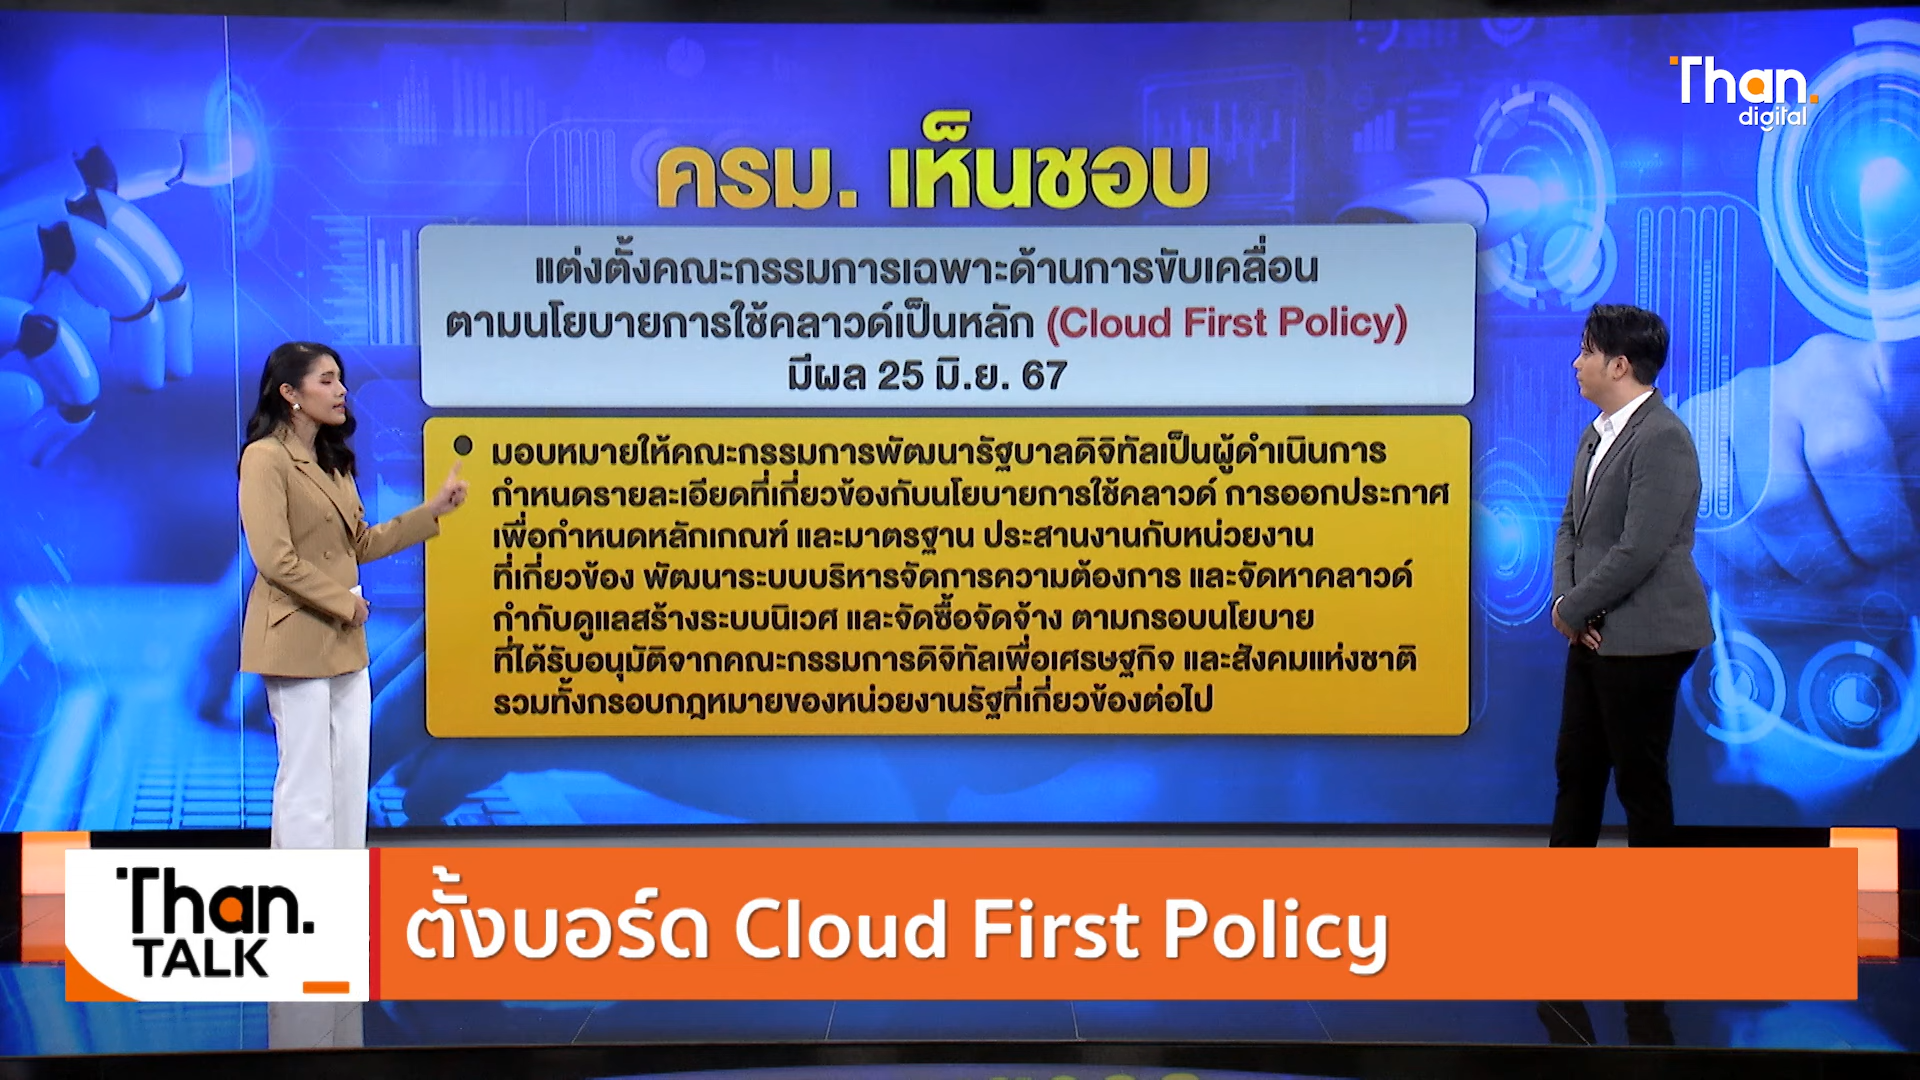 Than.
digital
ครม. เห็นชอบ
แต่งตั้งคณะกรรมการเฉพาะด้านการขับเคลื่อน
ตามนโยบายการใช้คลาวด์เป็นหลัก (Cloud First Policy)
มีผล 25 มิ.ย. 67
● มอบหมายให้คณะกรรมการพัฒนารัฐบาลดิจิทัลเป็นผู้ดำเนินการ
กำหนดรายละเอียดที่เกี่ยวข้องกับนโยบายการใช้คลาวด์ การออกประกาศ
เพื่อกำหนดหลักเกณฑ์ และมาตรฐาน ประสานงานกับหน่วยงาน
ที่เกี่ยวข้อง พัฒนาระบบบริหารจัดการความต้องการ และจัดหาคลาวด์
กำกับดูแลสร้างระบบนิเวศ และจัดซื้อจัดจ้าง ตามกรอบนโยบาย
ที่ได้รับอนุมัติจากคณะกรรมการดิจิทัลเพื่อเศรษฐกิจ และสังคมแห่งชาติ
รวมทั้งกรอบกฎหมายของหน่วยงานรัฐที่เกี่ยวข้องต่อไป
Than.
TALK
ตั้งบอร์ด Cloud First Policy